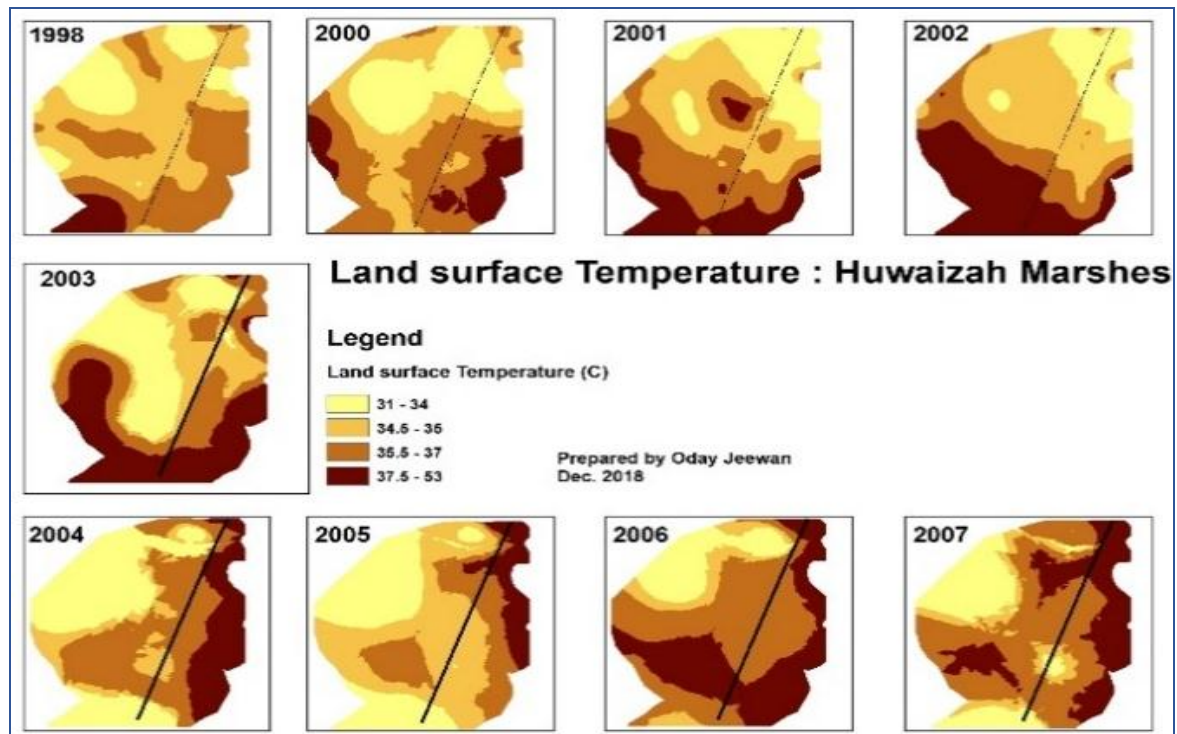 1998
2000
2001
2002
2003
Land surface Temperature : Huwaizah Marshes
Legend
Land surface Temperature (C)
31 - 34
34.5 - 35
35.5 - 37
37.5 - 53
Prepared by Oday Jeewan
Dec. 2018
2004
2005
2006
2007